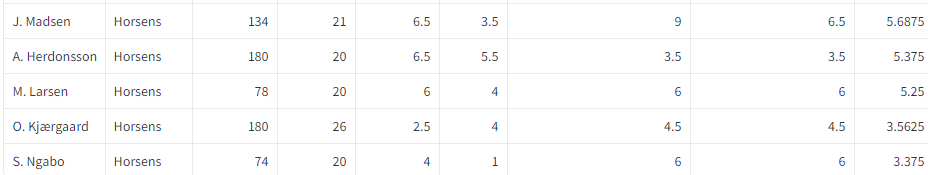 J. Madsen Horsens 134 21 6.5 3.5 9 6.5 5.6875
A. Herdonsson Horsens 180 20 6.5 5.5 3.5 3.5 5.375
M. Larsen Horsens 78 20 6 4 6 6 5.25
O. Kjærgaard Horsens 180 26 2.5 4 4.5 4.5 3.5625
S. Ngabo Horsens 74 20 4 1 6 6 3.375